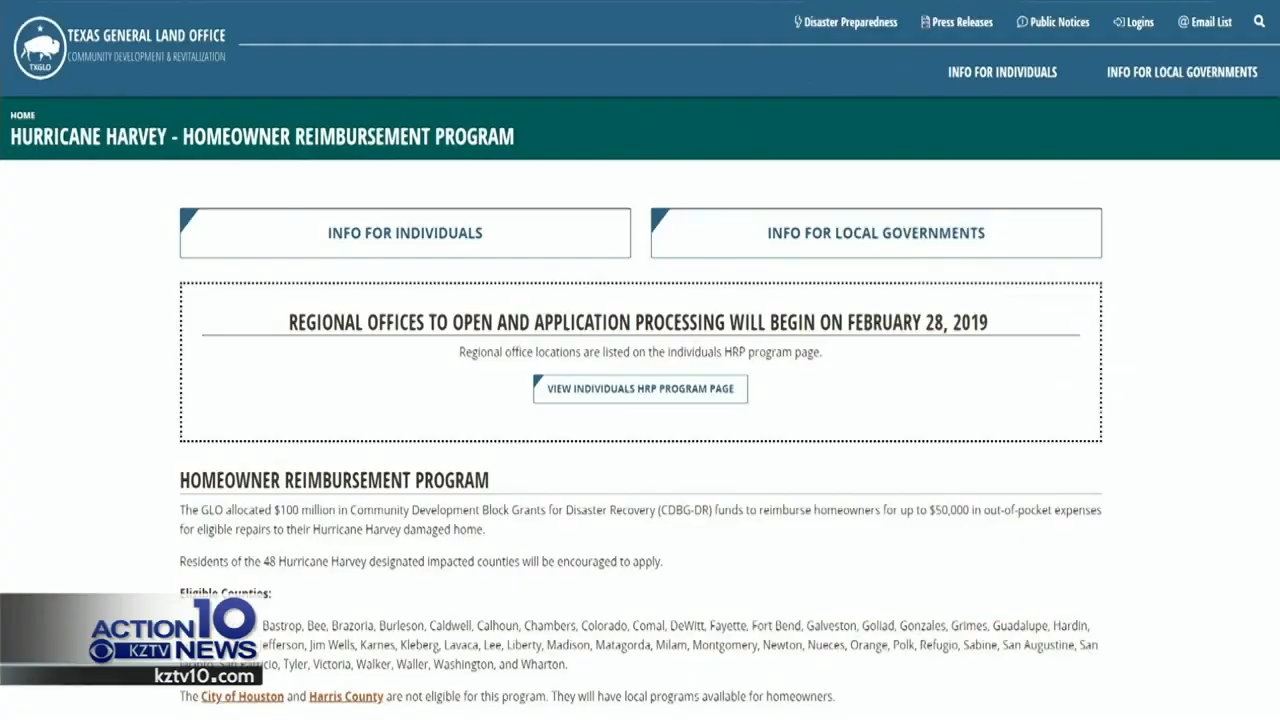 TEXAS GENERAL LAND OFFICE
COMMUNITY DEVELOPMENT & REVITALIZATION
TXGLO
Disaster Preparedness
Press Releases
Public Notices
Logins
Email List
INFO FOR INDIVIDUALS
INFO FOR LOCAL GOVERNMENTS
HOME
HURRICANE HARVEY - HOMEOWNER REIMBURSEMENT PROGRAM
INFO FOR INDIVIDUALS
INFO FOR LOCAL GOVERNMENTS
REGIONAL OFFICES TO OPEN AND APPLICATION PROCESSING WILL BEGIN ON FEBRUARY 28, 2019
Regional office locations are listed on the individuals HRP program page.
VIEW INDIVIDUALS HRP PROGRAM PAGE
HOMEOWNER REIMBURSEMENT PROGRAM
The GLO allocated $100 million in Community Development Block Grants for Disaster Recovery (CDBG-DR) funds to reimburse homeowners for up to $50,000 in out-of-pocket expenses
for eligible repairs to their Hurricane Harvey damaged home.
Residents of the 48 Hurricane Harvey designated impacted counties will be encouraged to apply.
Eligible Counties:
Bastrop, Bee, Brazoria, Burleson, Caldwell, Calhoun, Chambers, Colorado, Comal, DeWitt, Fayette, Fort Bend, Galveston, Goliad, Gonzales, Grimes, Guadalupe, Hardin,
efferson, Jim Wells, Karnes, Kleberg, Lavaca, Lee, Liberty, Madison, Matagorda, Milam, Montgomery, Newton, Nueces, Orange, Polk, Refugio, Sabine, San Augustine, San
Tyler, Victoria, Walker, Waller, Washington, and Wharton.
The City of Houston and Harris County are not eligible for this program. They will have local programs available for homeowners.
ACTION 10
KZTV NEWS
kztv10.com